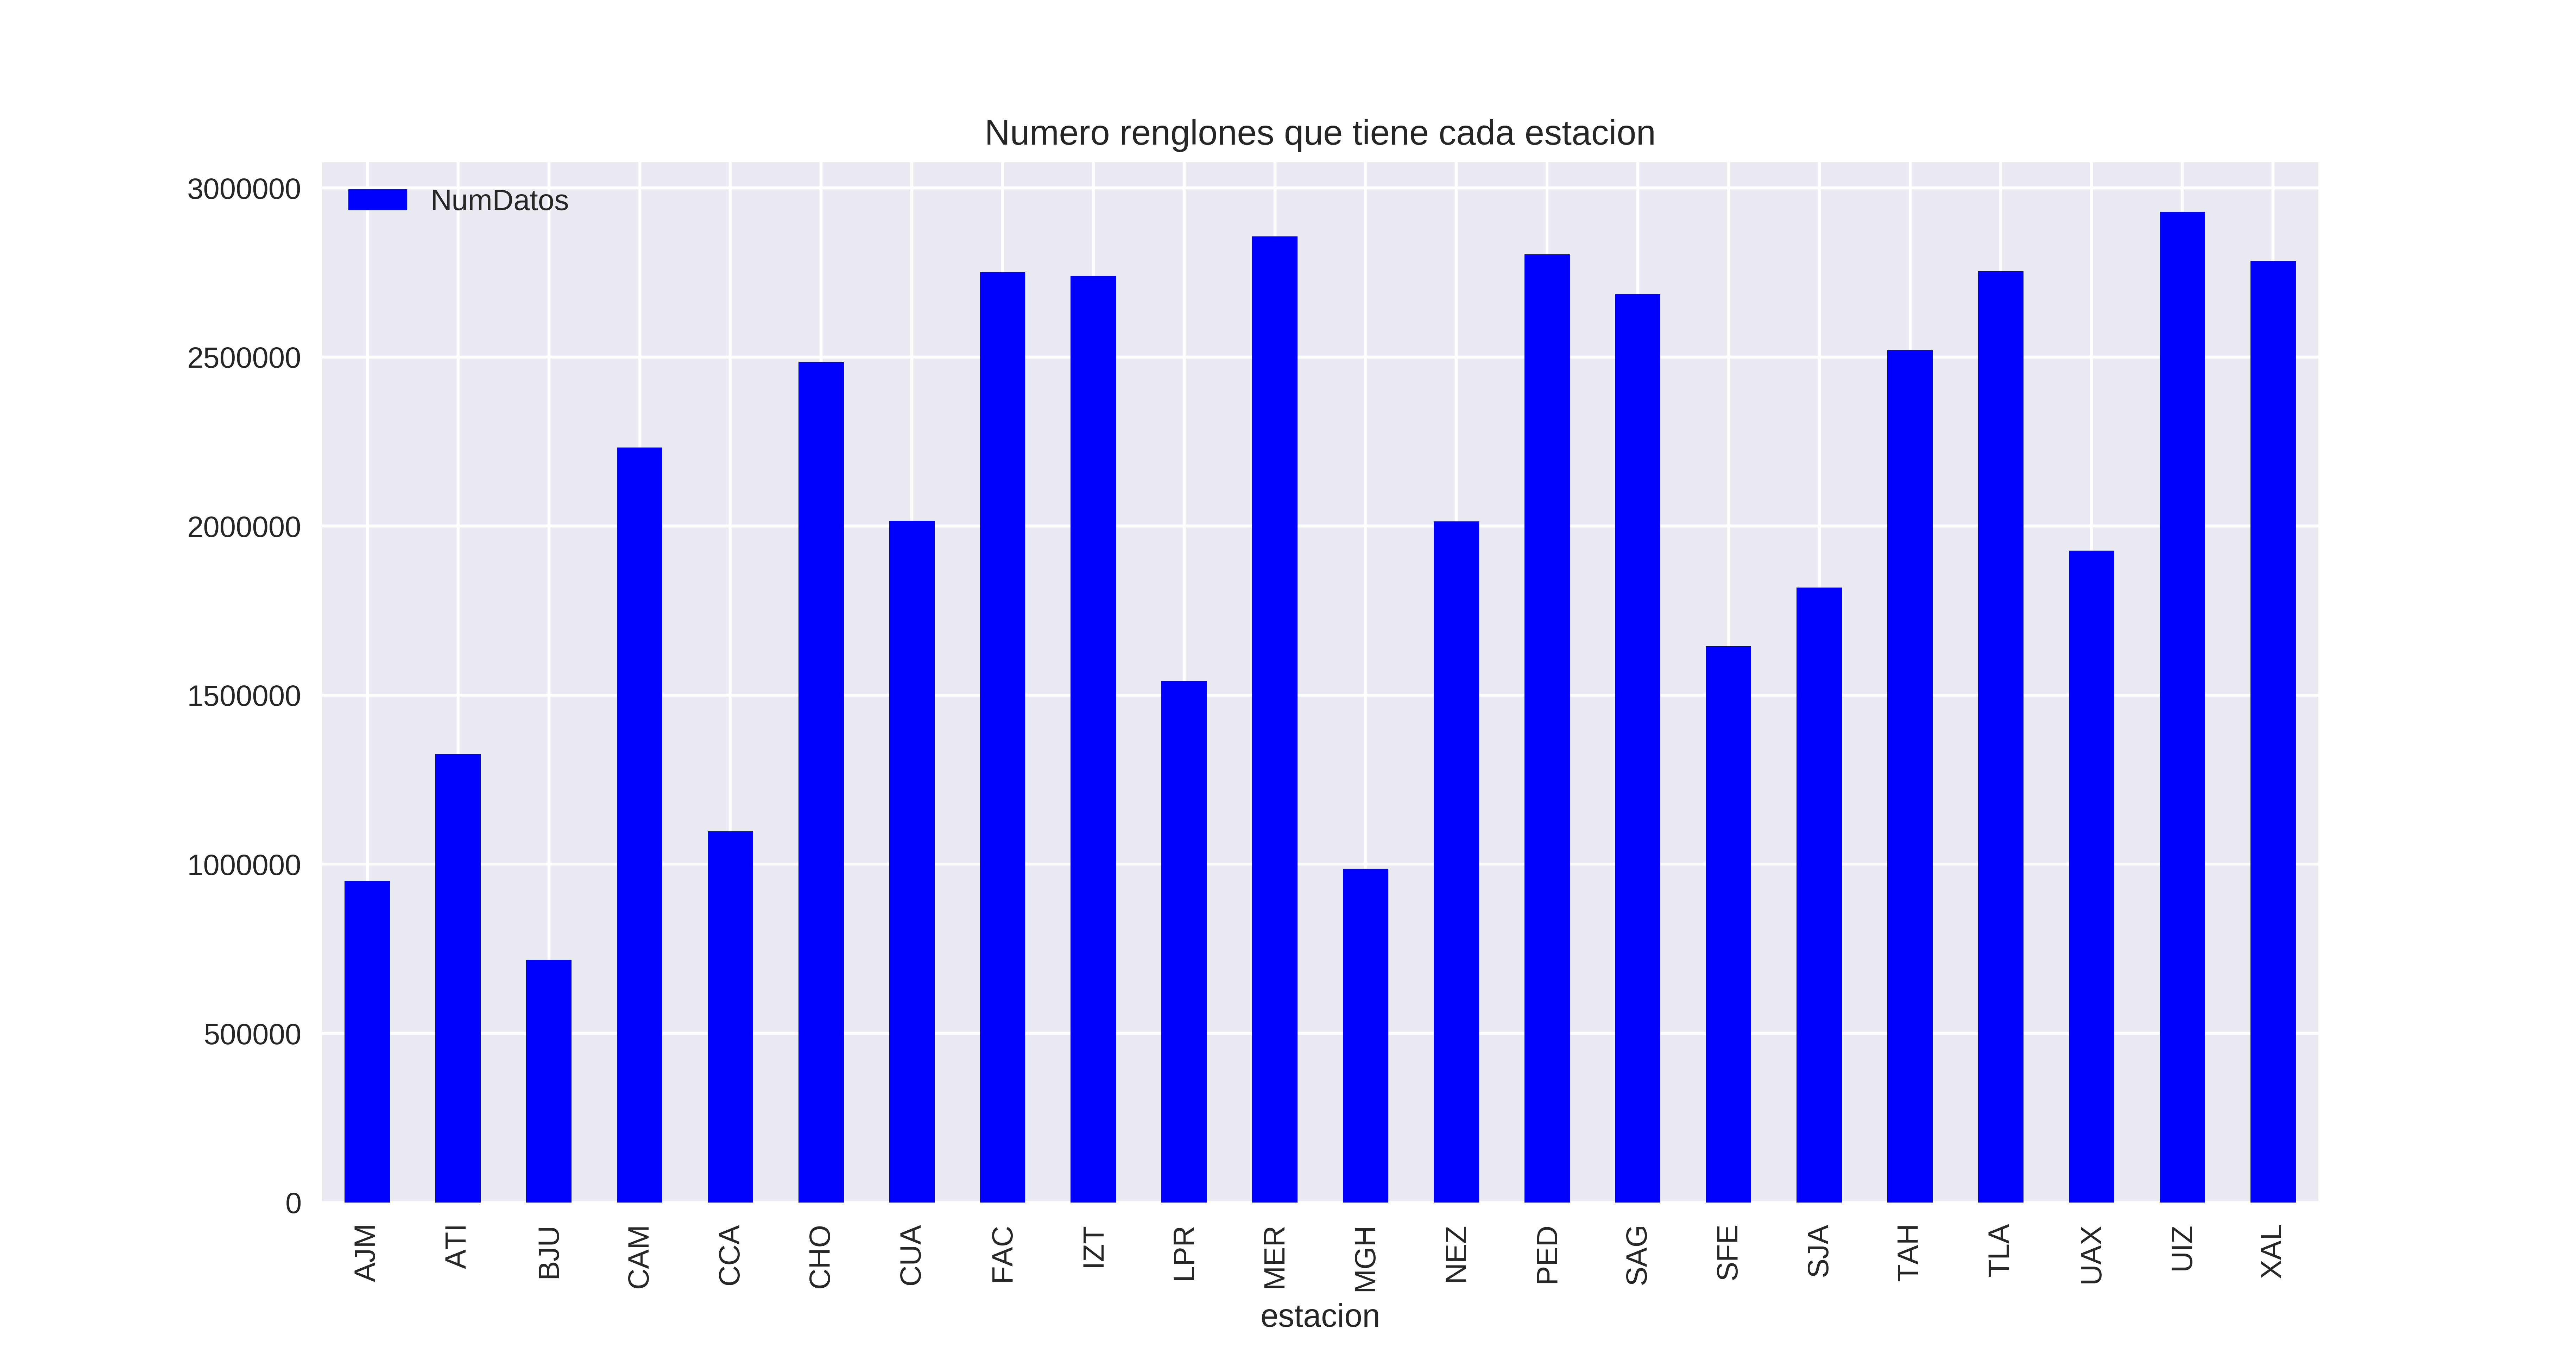 Numero renglones que tiene cada estacion
NumDatos
3000000
2500000
2000000
1500000
1000000
500000
0
AJM
ATI
BJU
CAM
CCA
CHO
CUA
FAC
IZT
LPR
MER
MGH
NEZ
PED
SAG
SFE
SJA
TAH
TLA
UAX
UIZ
XAL
estacion